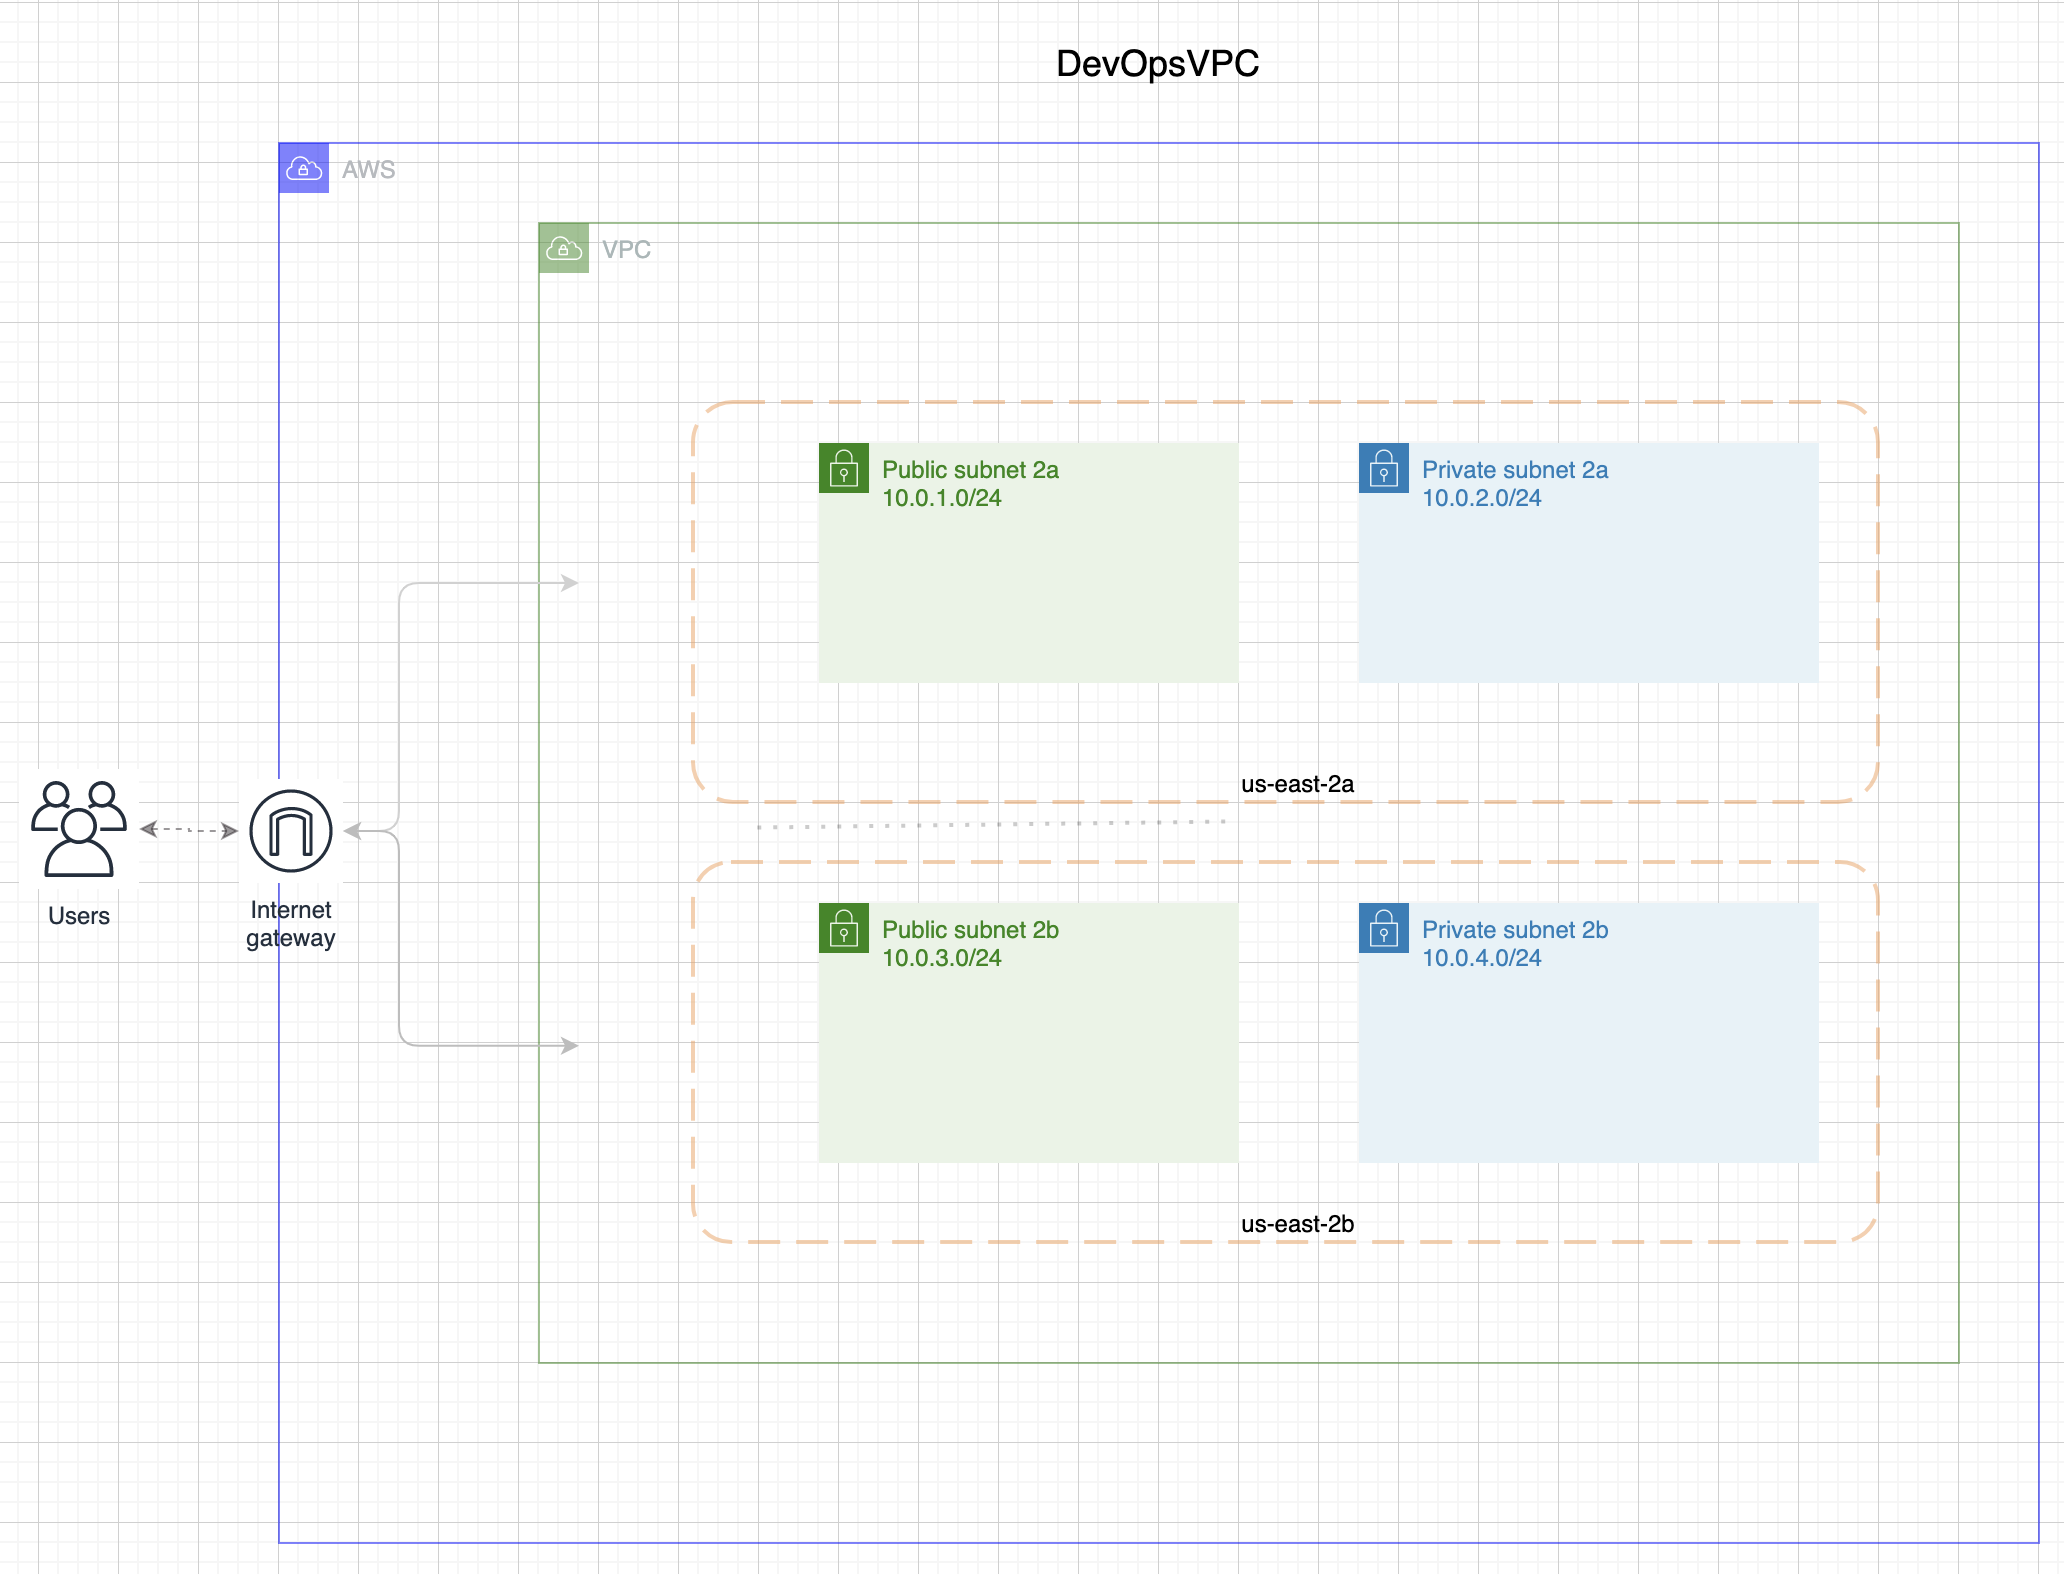 DevOpsVPC
AWS
VPC
Public subnet 2a
10.0.1.0/24
Private subnet 2a
10.0.2.0/24
us-east-2a
Users
Internet
gateway
Public subnet 2b
10.0.3.0/24
Private subnet 2b
10.0.4.0/24
us-east-2b